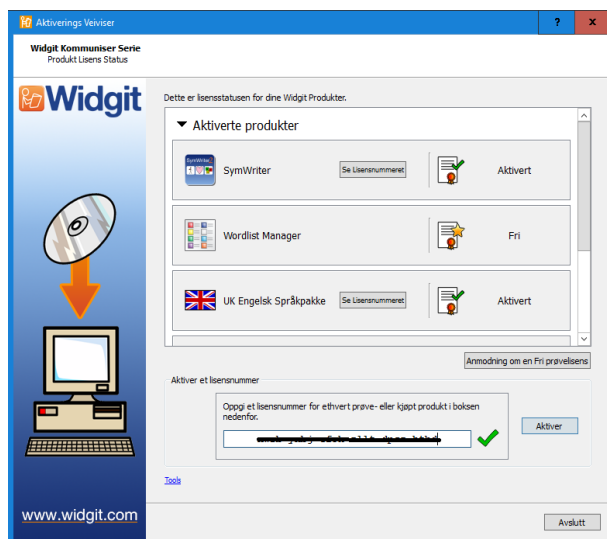 Aktiverings Veiviser
? x
Widgit Kommuniser Serie
Produkt Lisens Status
Widgit
Dette er lisensstatusen for dine Widgit Produkter.
Aktiverte produkter
SymWriter
SymWriter
Se Lisensnummeret
Aktivert
Wordlist Manager
Fri
UK Engelsk Språkpakke
Se Lisensnummeret
Aktivert
Anmodning om en Fri prøvelisens
Aktiver et lisensnummer
Oppgi et lisensnummer for ethvert prøve- eller kjøpt produkt i boksen
nedenfor.
Aktiver
Tools
www.widgit.com
Avslutt